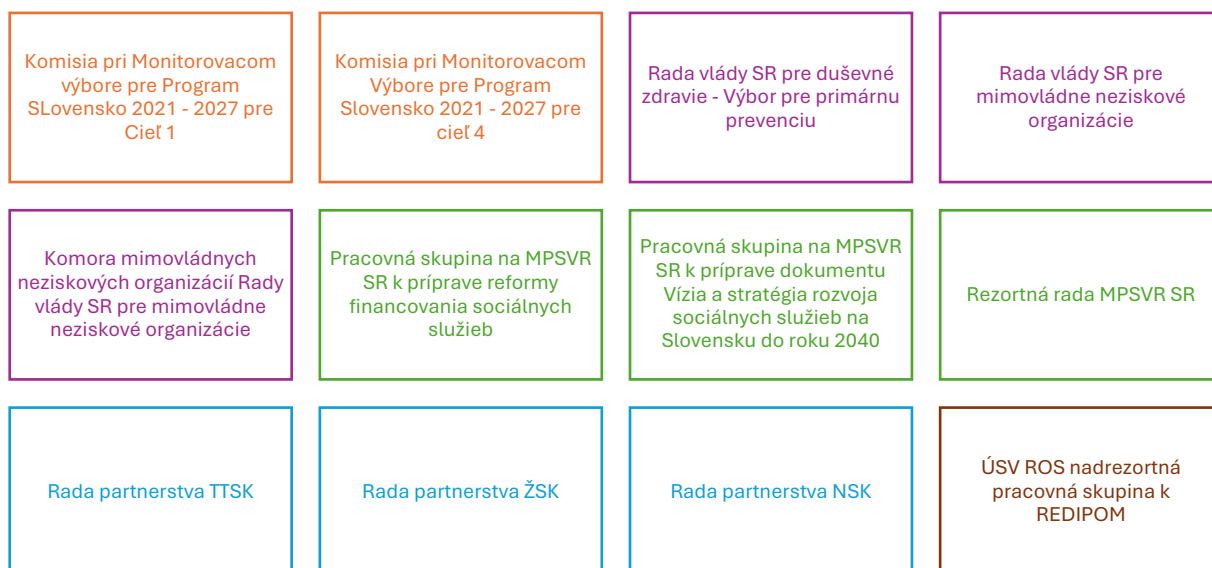 Komisia pri Monitorovacom
výbore pre Program
SLovensko 2021 - 2027 pre
Cieľ 1
Komisia pri Monitorovacom
Výbore pre Program
Slovensko 2021 - 2027 pre
cieľ 4
Rada vlády SR pre duševné
zdravie - Výbor pre primárnu
prevenciu
Rada vlády SR pre
mimovládne neziskové
organizácie
Komora mimovládnych
neziskových organizácií Rady
vlády SR pre mimovládne
neziskové organizácie
Pracovná skupina na MPSVR
SR k príprave reformy
financovania sociálnych
služieb
Pracovná skupina na MPSVR
SR k príprave dokumentu
Vízia a stratégia rozvoja
sociálnych služieb na
Slovensku do roku 2040
Rezortná rada MPSVR SR
Rada partnerstva TTSK
Rada partnerstva ŽSK
Rada partnerstva NSK
ÚSV ROS nadrezortná
pracovná skupina k
REDIPOM